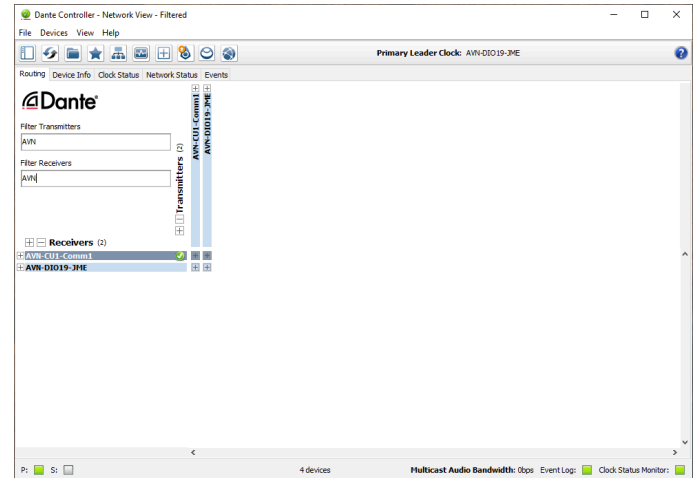 Dante Controller - Network View - Filtered
File Devices View Help
Primary Leader Clock: AVN-DIO19-JME
?
Routing Device Info Clock Status Network Status Events
Dante®
Filter Transmitters
AVN
Filter Receivers
AVN
Transmitters (2)
AVN-CU1-Comm1
AVN-DIO19-JME
Receivers (2)
AVN-CU1-Comm1
AVN-DIO19-JME
P: S: 4 devices Multicast Audio Bandwidth: 0bps Event Log: Clock Status Monitor: